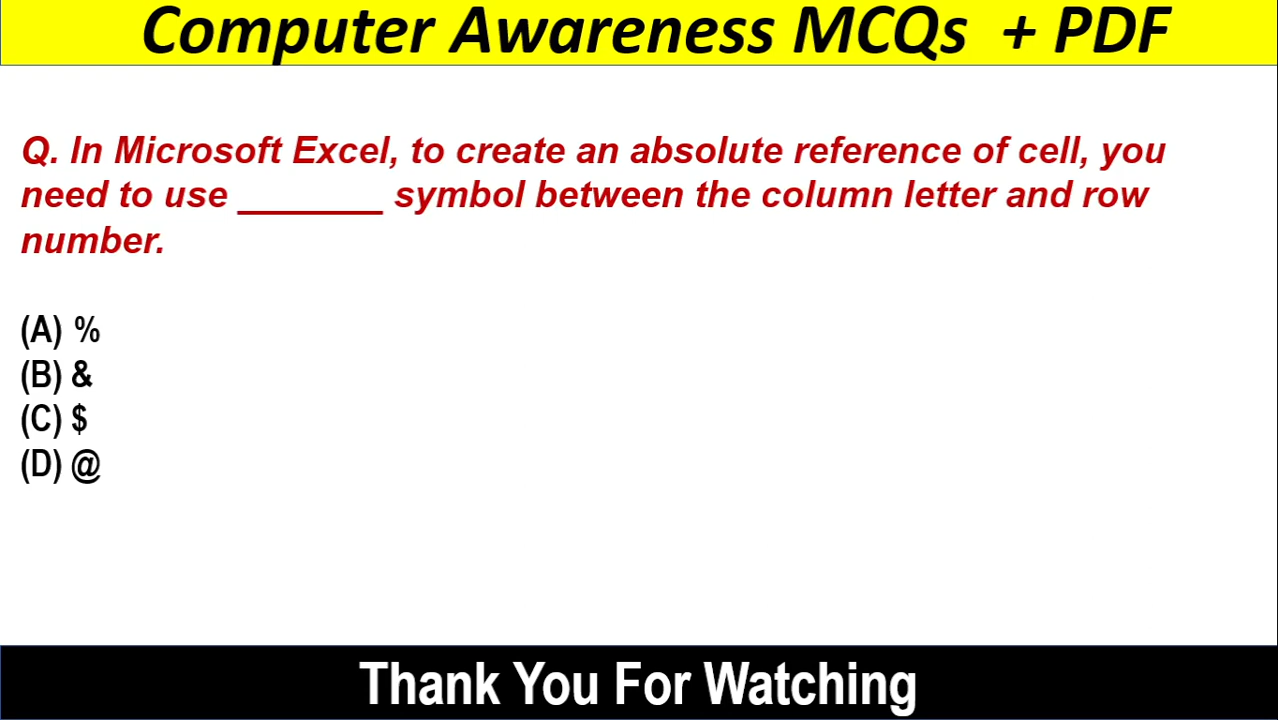 Computer Awareness MCQs + PDF
Q. In Microsoft Excel, to create an absolute reference of cell, you
need to use _______ symbol between the column letter and row
number.
(A) %
(B) &
(C) $
(D) @
Thank You For Watching